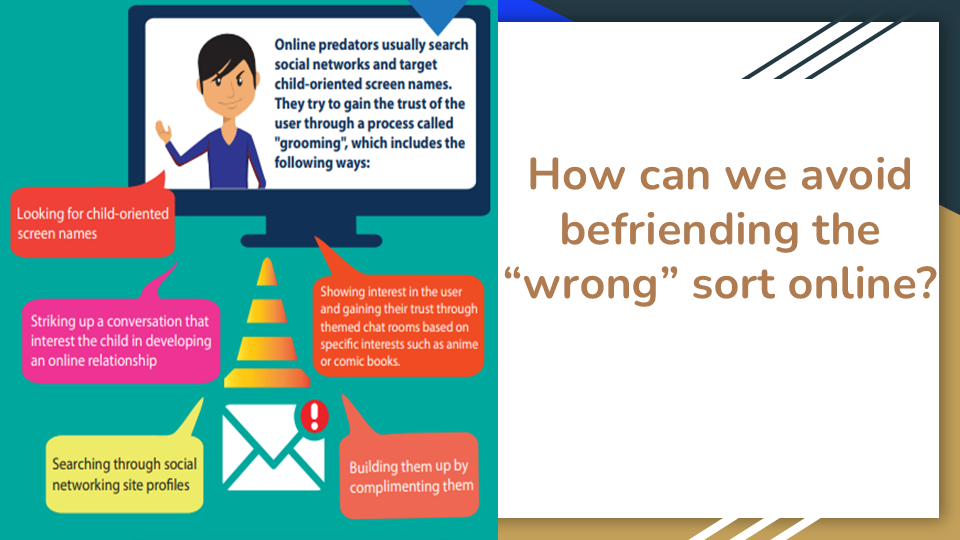 Online predators usually search
social networks and target
child-oriented screen names.
They try to gain the trust of the
user through a process called
"grooming", which includes the
following ways:
Looking for child-oriented
screen names
Striking up a conversation that
interest the child in developing
an online relationship
Showing interest in the user
and gaining their trust through
themed chat rooms based on
specific interests such as anime
or comic books.
Searching through social
networking site profiles
!
Building them up by
complimenting them
How can we avoid
befriending the
“wrong” sort online?